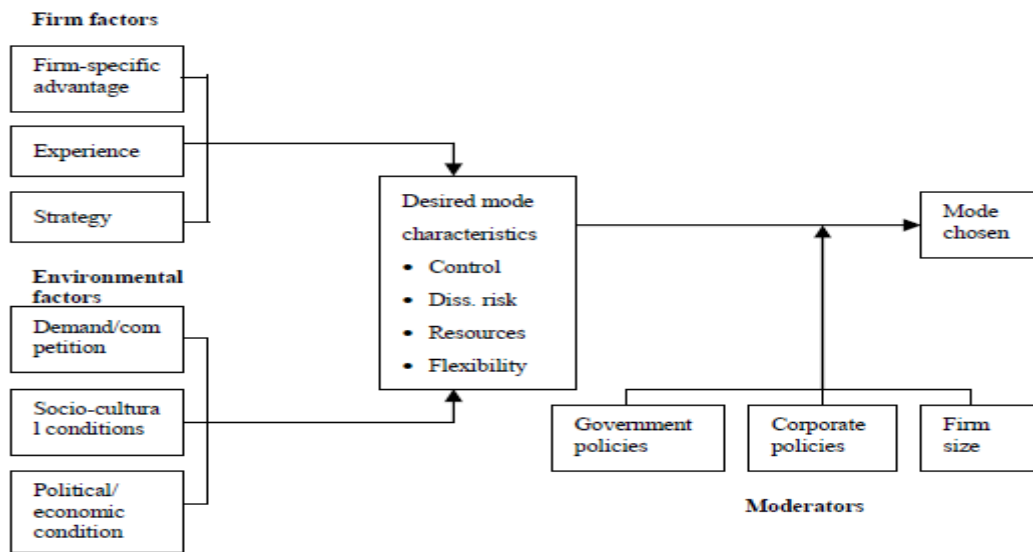 Firm factors
Firm-specific
advantage
Experience
Strategy
Environmental
factors
Demand/com
petition
Socio-cultura
l conditions
Political/
economic
condition
Desired mode
characteristics
• Control
• Diss. risk
• Resources
• Flexibility
Mode
chosen
Government
policies
Corporate
policies
Firm
size
Moderators